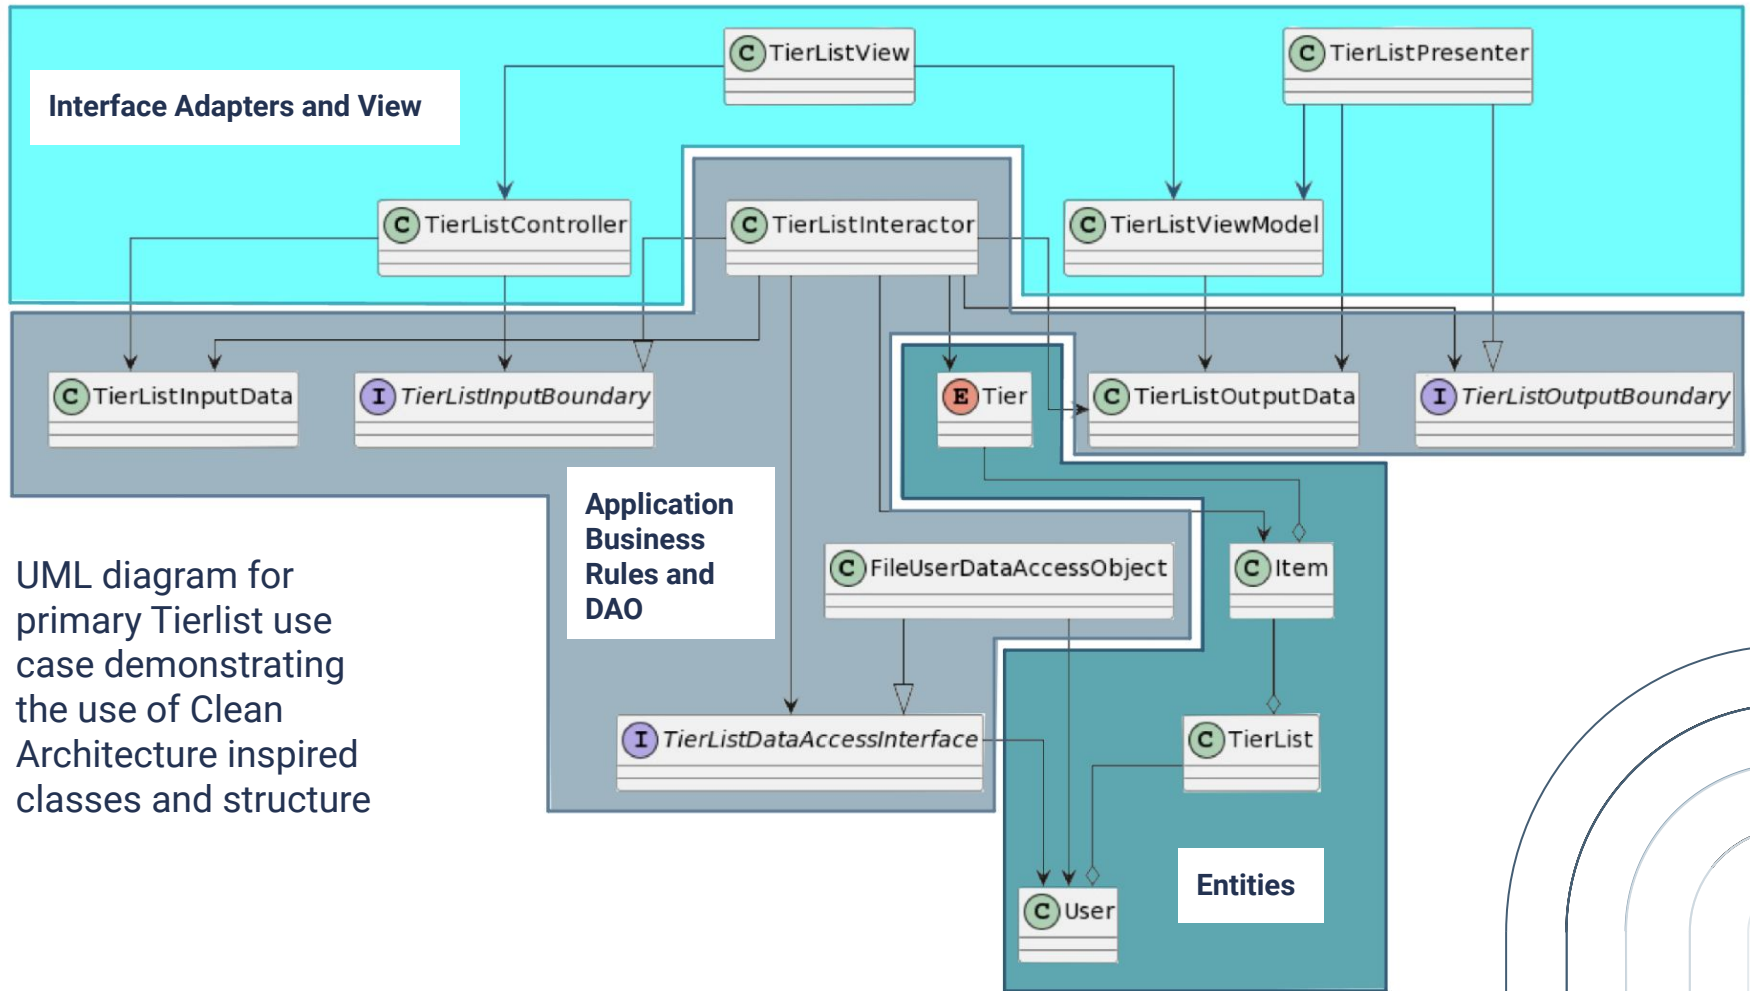 C TierListView
C TierListPresenter
Interface Adapters and View
C TierListController
C TierListInteractor
C TierListViewModel
C TierListInputData
I TierListInputBoundary
E Tier
C TierListOutputData
I TierListOutputBoundary
Application
Business
Rules and
DAO
C FileUserDataAccessObject
C Item
UML diagram for
primary Tierlist use
case demonstrating
the use of Clean
Architecture inspired
classes and structure
I TierListDataAccessInterface
C TierList
Entities
C User